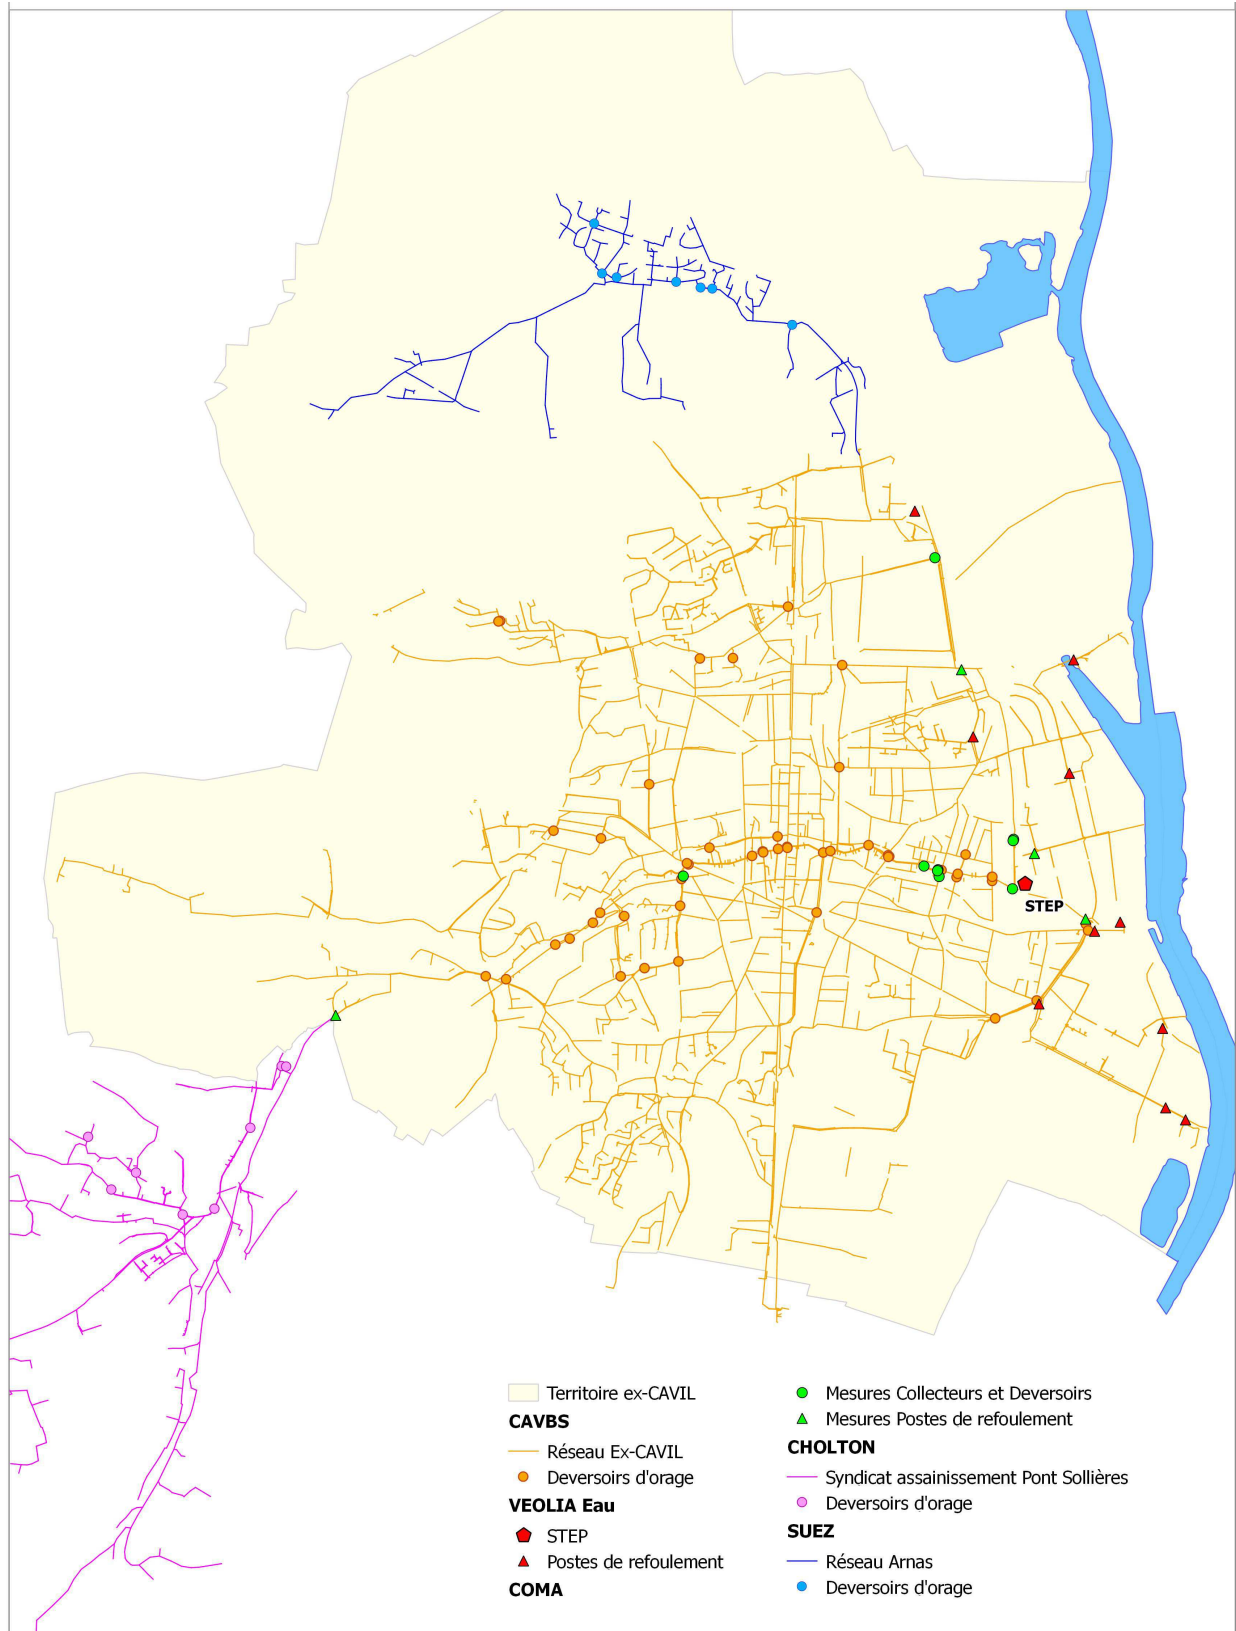 STEP
Territoire ex-CAVIL
CAVBS
Réseau Ex-CAVIL
Deversoirs d'orage
VEOLIA Eau
STEP
Postes de refoulement
COMA
Mesures Collecteurs et Deversoirs
Mesures Postes de refoulement
CHOLTON
Syndicat assainissement Pont Sollières
Deversoirs d'orage
SUEZ
Réseau Arnas
Deversoirs d'orage